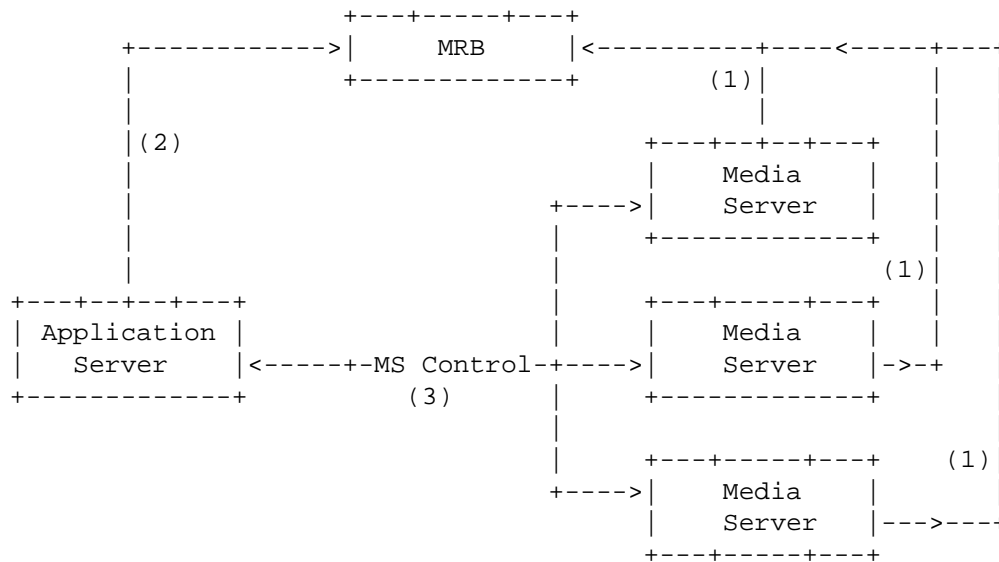 MRB
(1)
(2)
Media
Server
(1)
Application
Server
Media
Server
MS Control
(3)
(1)
Media
Server